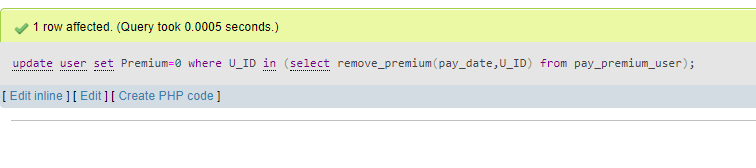 1 row affected. (Query took 0.0005 seconds.)
update user set Premium=0 where U_ID in (select remove_premium(pay_date,U_ID) from pay_premium_user);
[ Edit inline ] [ Edit ] [ Create PHP code ]